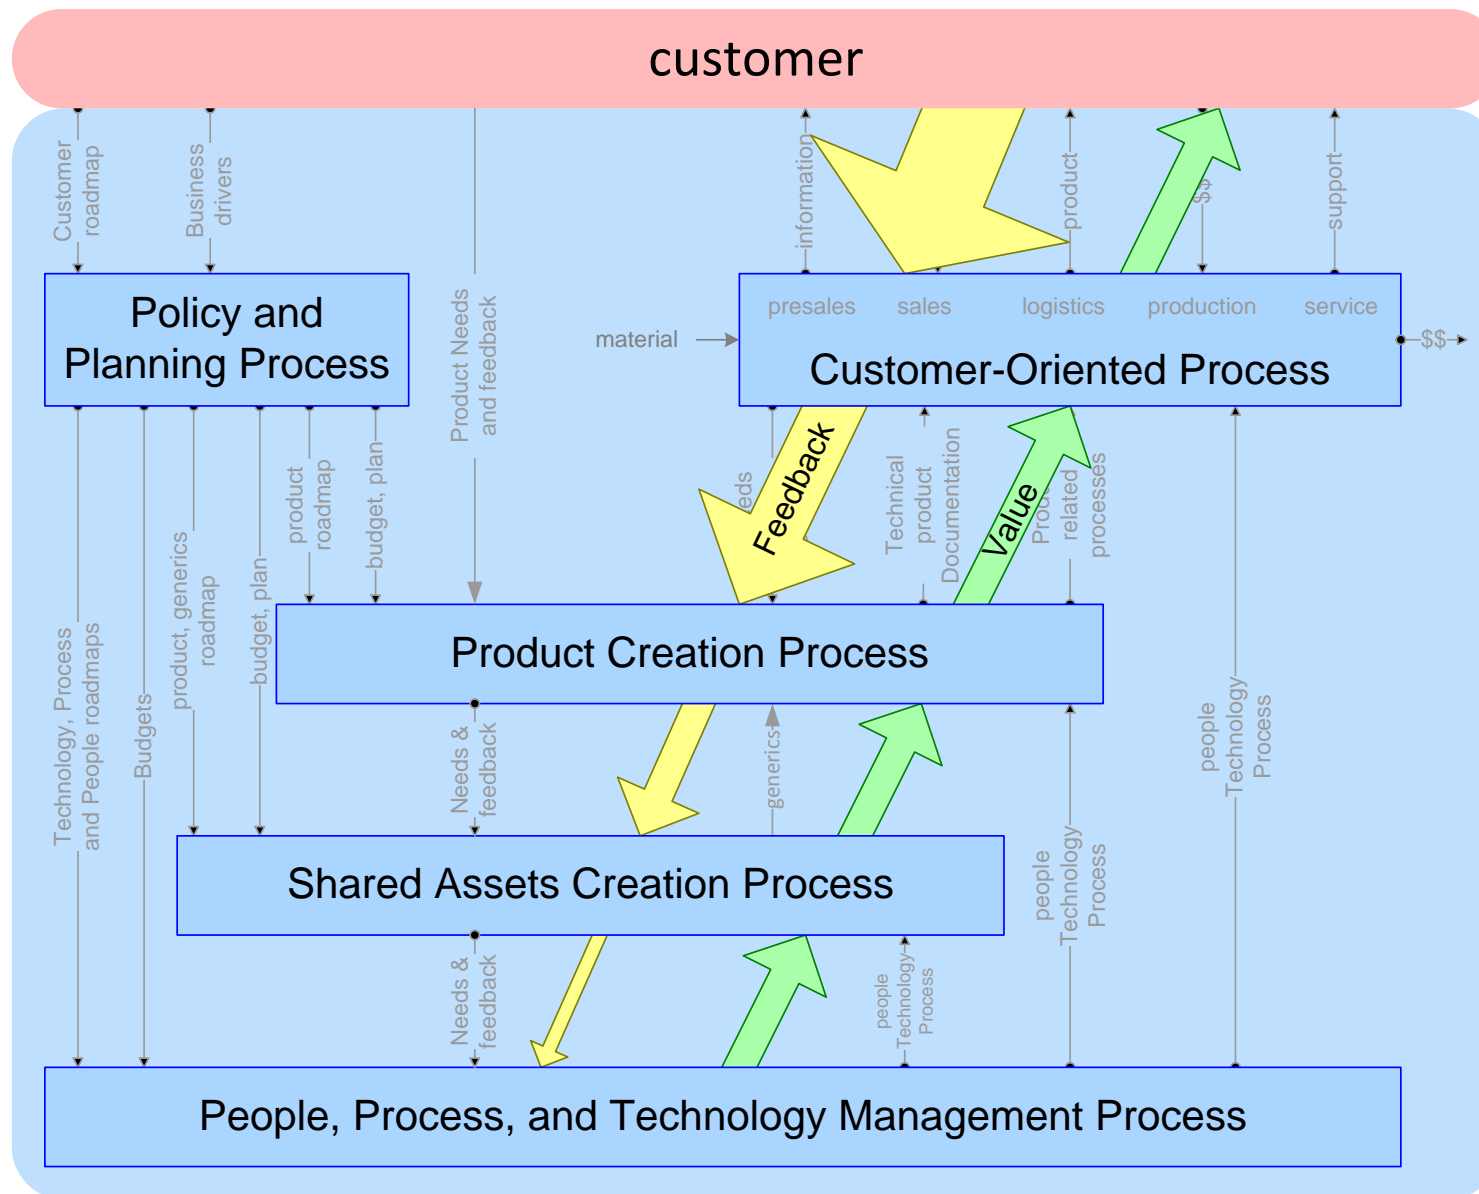 customer
Customer
roadmap
Business
drivers
Product Needs
and feedback
information
product
$$
support
Policy and
Planning Process
presales
sales
logistics
production
service
material
$$
Customer-Oriented Process
Technology, Process
and People roadmaps
Budgets
product, generics
roadmap
budget, plan
product
roadmap
budget, plan
Feedback
Technical
product
Documentation
Value
related
processes
people
Technology
Process
Product Creation Process
Needs &
feedback
generics
people
Technology
Process
Shared Assets Creation Process
Needs &
feedback
people
Technology
Process
People, Process, and Technology Management Process